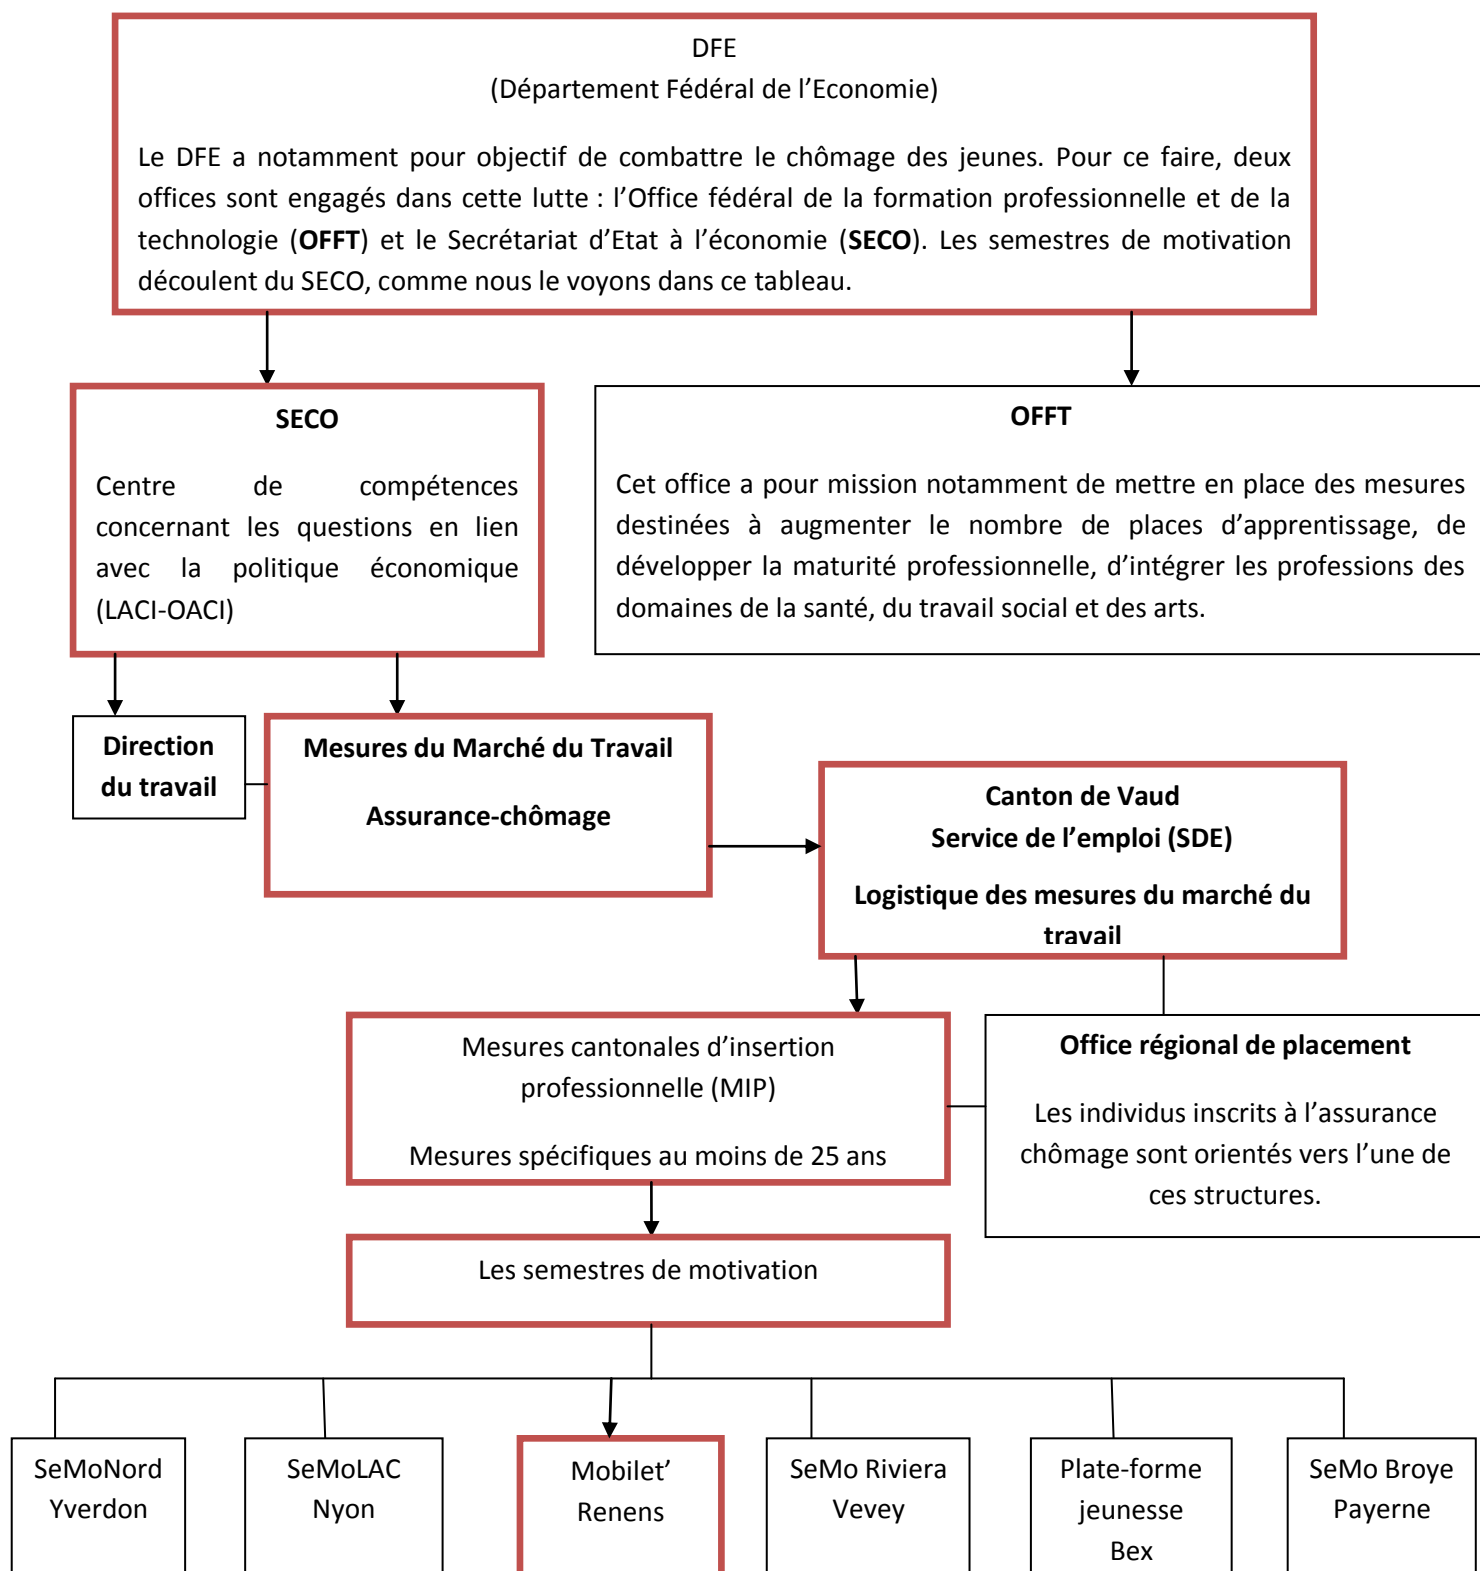 DFE
(Département Fédéral de l’Economie)
Le DFE a notamment pour objectif de combattre le chômage des jeunes. Pour ce faire, deux
offices sont engagés dans cette lutte : l’Office fédéral de la formation professionnelle et de la
technologie (OFFT) et le Secrétariat d’Etat à l’économie (SECO). Les semestres de motivation
découlent du SECO, comme nous le voyons dans ce tableau.
SECO
Centre de compétences
concernant les questions en lien
avec la politique économique
(LACI-OACI)
OFFT
Cet office a pour mission notamment de mettre en place des mesures
destinées à augmenter le nombre de places d’apprentissage, de
développer la maturité professionnelle, d’intégrer les professions des
domaines de la santé, du travail social et des arts.
Direction
du travail
Mesures du Marché du Travail
Assurance-chômage
Canton de Vaud
Service de l’emploi (SDE)
Logistique des mesures du marché du
travail
Mesures cantonales d’insertion
professionnelle (MIP)
Mesures spécifiques au moins de 25 ans
Office régional de placement
Les individus inscrits à l’assurance
chômage sont orientés vers l’une de
ces structures.
Les semestres de motivation
SeMoNord
Yverdon
SeMoLAC
Nyon
Mobilet’
Renens
SeMo Riviera
Vevey
Plate-forme
jeunesse
Bex
SeMo Broye
Payerne